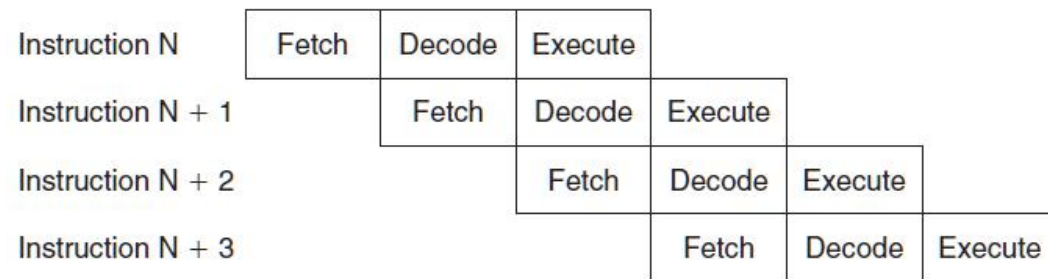 Instruction N Fetch Decode Execute
Instruction N + 1 Fetch Decode Execute
Instruction N + 2 Fetch Decode Execute
Instruction N + 3 Fetch Decode Execute